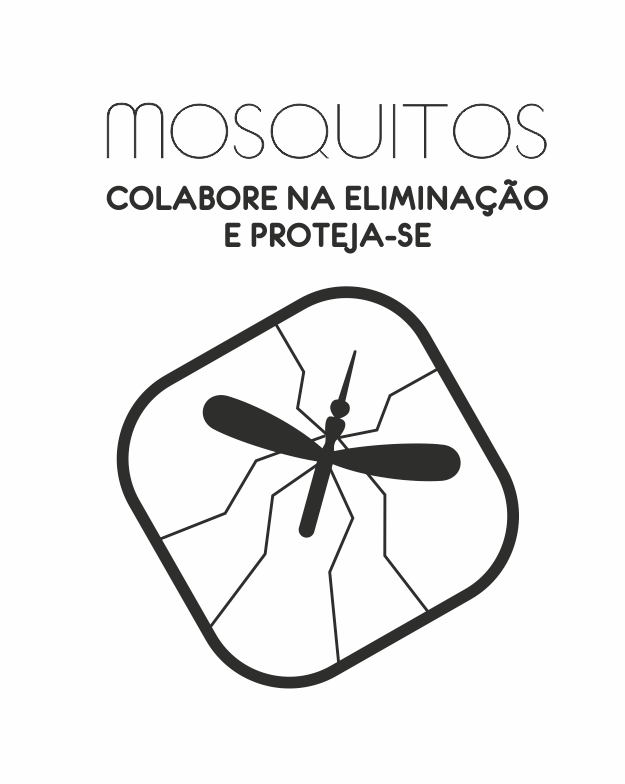 MOSQUITOS
COLABORE NA ELIMINAÇÃO
E PROTEJA-SE